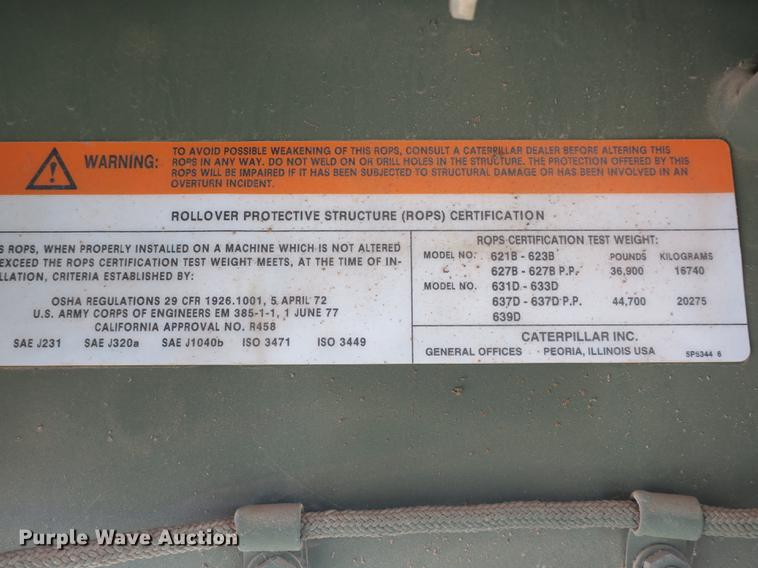 WARNING:
TO AVOID POSSIBLE WEAKENING OF THIS ROPS, CONSULT A CATERPILLAR DEALER BEFORE ALTERING THIS
ROPS IN ANY WAY. DO NOT WELD ON OR DRILL HOLES IN THE STRUCTURE. THE PROTECTION OFFERED BY THIS
ROPS WILL BE IMPAIRED IF IT HAS BEEN SUBJECTED TO STRUCTURAL DAMAGE OR HAS BEEN INVOLVED IN AN
OVERTURN INCIDENT.
ROLLOVER PROTECTIVE STRUCTURE (ROPS) CERTIFICATION
S ROPS, WHEN PROPERLY INSTALLED ON A MACHINE WHICH IS NOT ALTERED
EXCEED THE ROPS CERTIFICATION TEST WEIGHT MEETS, AT THE TIME OF IN-
LLATION, CRITERIA ESTABLISHED BY:
OSHA REGULATIONS 29 CFR 1926.1001, 5 APRIL 72
U.S. ARMY CORPS OF ENGINEERS EM 385-1-1, 1 JUNE 77
CALIFORNIA APPROVAL NO. R458
SAE J231 SAE J320a SAE J1040b ISO 3471 ISO 3449
ROPS CERTIFICATION TEST WEIGHT:
MODEL NO: 621B - 623B POUNDS KILOGRAMS
627B - 627B P.P. 36,900 16740
MODEL NO: 631D - 633D
637D - 637D P.P. 44,700 20275
639D
CATERPILLAR INC.
GENERAL OFFICES PEORIA, ILLINOIS USA
Purple Wave Auction